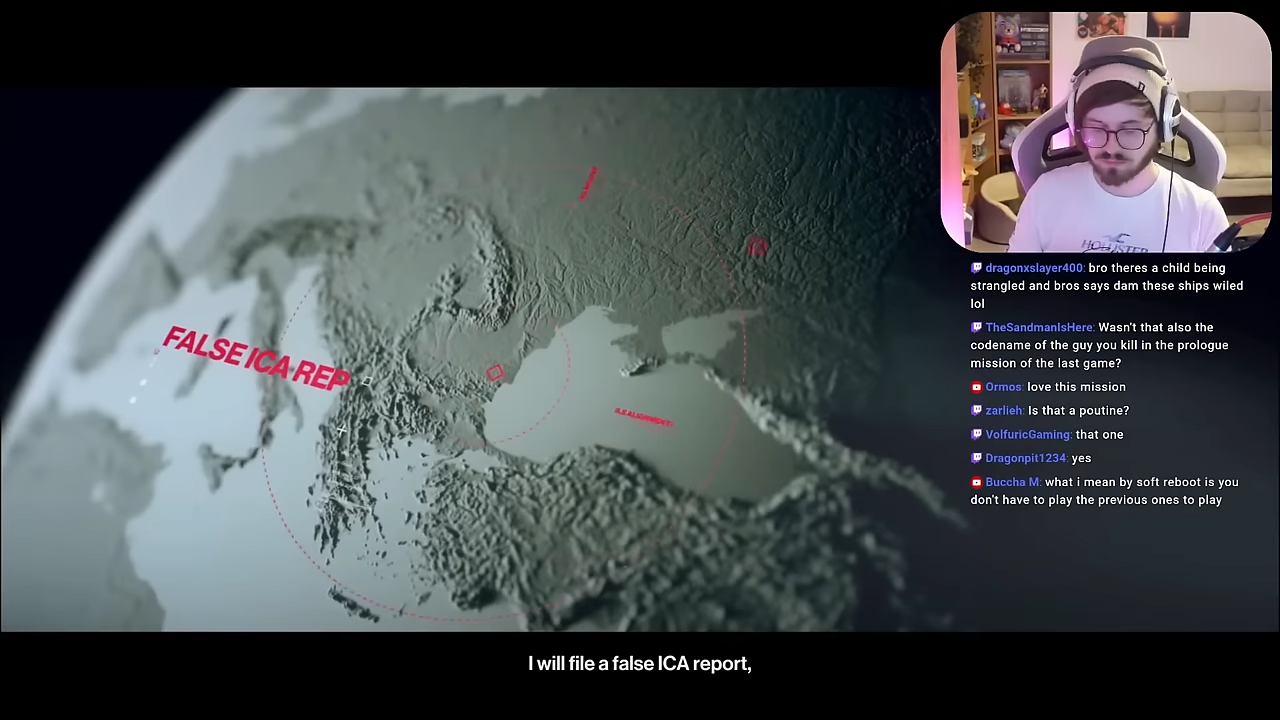 HOLLISTER
dragonxslayer400: bro theres a child being
strangled and bros says dam these ships wiled
lol
TheSandmanIsHere: Wasn't that also the
codename of the guy you kill in the prologue
mission of the last game?
Ormos: love this mission
zarlieh: Is that a poutine?
VolfuricGaming: that one
Dragonpit1234: yes
Buccha M: what i mean by soft reboot is you
don't have to play the previous ones to play
FALSE ICA REP
I will file a false ICA report,